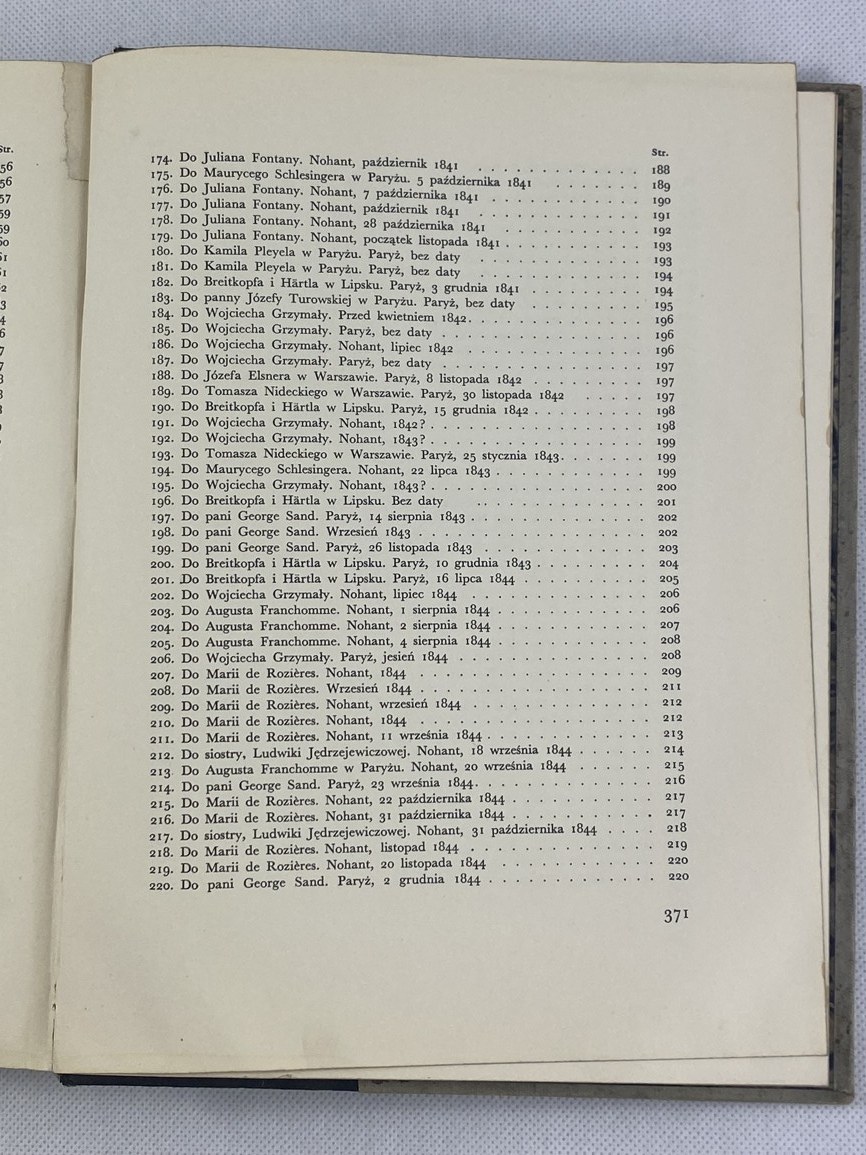 Str.
56
56
57
59
59
60
Str.
174. Do Juliana Fontany. Nohant, październik 1841 . . . . . . . . . . . . 188
175. Do Maurycego Schlesingera w Paryżu. 5 października 1841 . . . . . . . 189
176. Do Juliana Fontany. Nohant, 7 października 1841 . . . . . . . . . . . 190
177. Do Juliana Fontany. Nohant, październik 1841 . . . . . . . . . . . . 191
178. Do Juliana Fontany. Nohant, 28 października 1841 . . . . . . . . . . 192
179. Do Juliana Fontany. Nohant, początek listopada 1841 . . . . . . . . . 193
180. Do Kamila Pleyela w Paryżu. Paryż, bez daty . . . . . . . . . . . . 193
181. Do Kamila Pleyela w Paryżu. Paryż, bez daty . . . . . . . . . . . . 194
182. Do Breitkopfa i Härtla w Lipsku. Paryż, 3 grudnia 1841 . . . . . . . . 194
183. Do panny Józefy Turowskiej w Paryżu. Paryż, bez daty . . . . . . . . 195
184. Do Wojciecha Grzymały. Przed kwietniem 1842. . . . . . . . . . . . 196
185. Do Wojciecha Grzymały. Paryż, bez daty . . . . . . . . . . . . . . 196
186. Do Wojciecha Grzymały. Nohant, lipiec 1842 . . . . . . . . . . . . 196
187. Do Wojciecha Grzymały. Paryż, bez daty . . . . . . . . . . . . . . 197
188. Do Józefa Elsnera w Warszawie. Paryż, 8 listopada 1842 . . . . . . . . 197
189. Do Tomasza Nideckiego w Warszawie. Paryż, 30 listopada 1842 . . . . . 197
190. Do Breitkopfa i Härtla w Lipsku. Paryż, 15 grudnia 1842 . . . . . . . . 198
191. Do Wojciecha Grzymały. Nohant, 1842? . . . . . . . . . . . . . . 198
192. Do Wojciecha Grzymały. Nohant, 1843? . . . . . . . . . . . . . . 199
193. Do Tomasza Nideckiego w Warszawie. Paryż, 25 stycznia 1843. . . . . . 199
194. Do Maurycego Schlesingera. Nohant, 22 lipca 1843 . . . . . . . . . . 199
195. Do Wojciecha Grzymały. Nohant, 1843? . . . . . . . . . . . . . . 200
196. Do Breitkopfa i Härtla w Lipsku. Bez daty . . . . . . . . . . . . 201
197. Do pani George Sand. Paryż, 14 sierpnia 1843 . . . . . . . . . . . . 202
198. Do pani George Sand. Wrzesień 1843 . . . . . . . . . . . . . . . 202
199. Do pani George Sand. Paryż, 26 listopada 1843 . . . . . . . . . . . 203
200. Do Breitkopfa i Härtla w Lipsku. Paryż, 10 grudnia 1843 . . . . . . . . 204
201. Do Breitkopfa i Härtla w Lipsku. Paryż, 16 lipca 1844 . . . . . . . . . 205
202. Do Wojciecha Grzymały. Nohant, lipiec 1844 . . . . . . . . . . . . 206
203. Do Augusta Franchomme. Nohant, 1 sierpnia 1844 . . . . . . . . . . 206
204. Do Augusta Franchomme. Nohant, 2 sierpnia 1844 . . . . . . . . . . 207
205. Do Augusta Franchomme. Nohant, 4 sierpnia 1844 . . . . . . . . . . 208
206. Do Wojciecha Grzymały. Paryż, jesień 1844 . . . . . . . . . . . . . 208
207. Do Marii de Rozières. Nohant, 1844 . . . . . . . . . . . . . . . 209
208. Do Marii de Rozières. Wrzesień 1844 . . . . . . . . . . . . . . . 211
209. Do Marii de Rozières. Nohant, wrzesień 1844 . . . . . . . . . . . . 212
210. Do Marii de Rozières. Nohant, 1844 . . . . . . . . . . . . . . . 212
211. Do Marii de Rozières. Nohant, 11 września 1844 . . . . . . . . . . . 213
212. Do siostry, Ludwiki Jędrzejewiczowej. Nohant, 18 września 1844 . . . . . . 214
213 Do Augusta Franchomme w Paryżu. Nohant, 20 września 1844 . . . . . . 215
214. Do pani George Sand. Paryż, 23 września 1844. . . . . . . . . . . . 216
215. Do Marii de Rozières. Nohant, 22 października 1844 . . . . . . . . . . 217
216. Do Marii de Rozières. Nohant, 31 października 1844 . . . . . . . . . . 217
217. Do siostry, Ludwiki Jędrzejewiczowej. Nohant, 31 października 1844 . . . . 218
218. Do Marii de Rozières. Nohant, listopad 1844 . . . . . . . . . . . . 219
219. Do Marii de Rozières. Nohant, 20 listopada 1844 . . . . . . . . . . 220
220. Do pani George Sand. Paryż, 2 grudnia 1844 . . . . . . . . . . . . 220
371